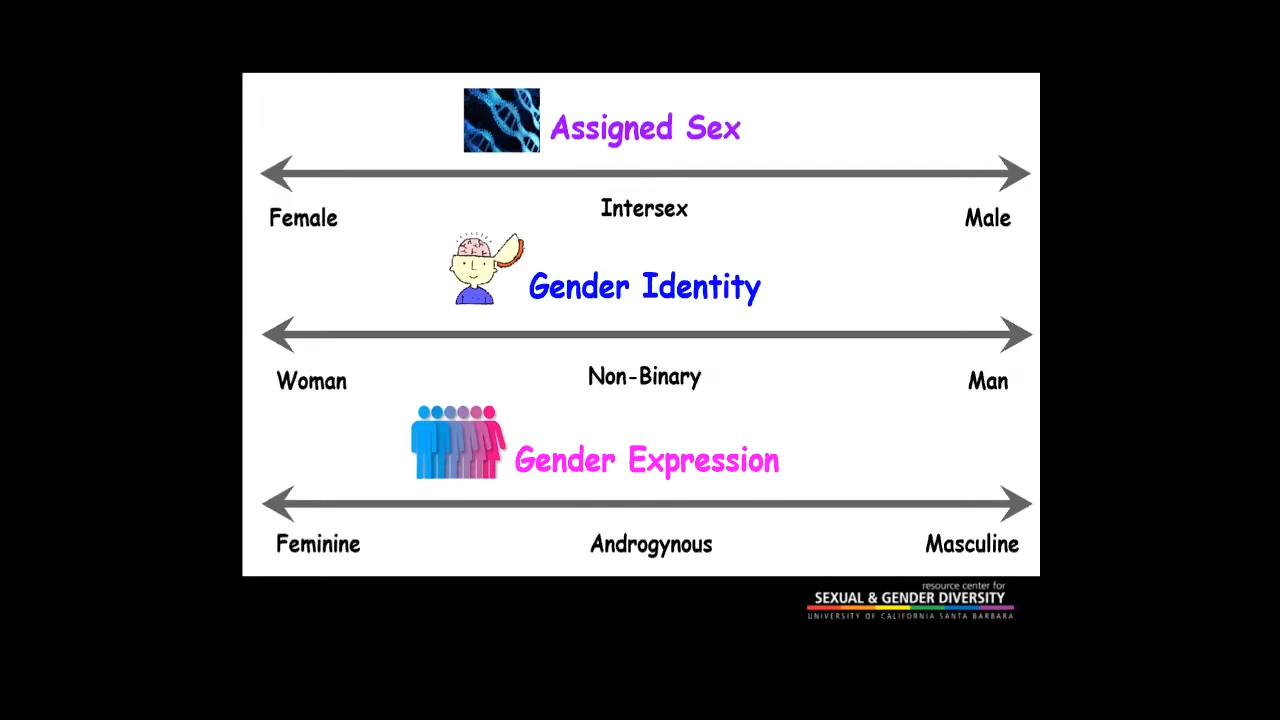 Assigned Sex
Female Intersex Male
Gender Identity
Woman Non-Binary Man
Gender Expression
Feminine Androgynous Masculine
resource center for
SEXUAL & GENDER DIVERSITY
UNIVERSITY OF CALIFORNIA SANTA BARBARA